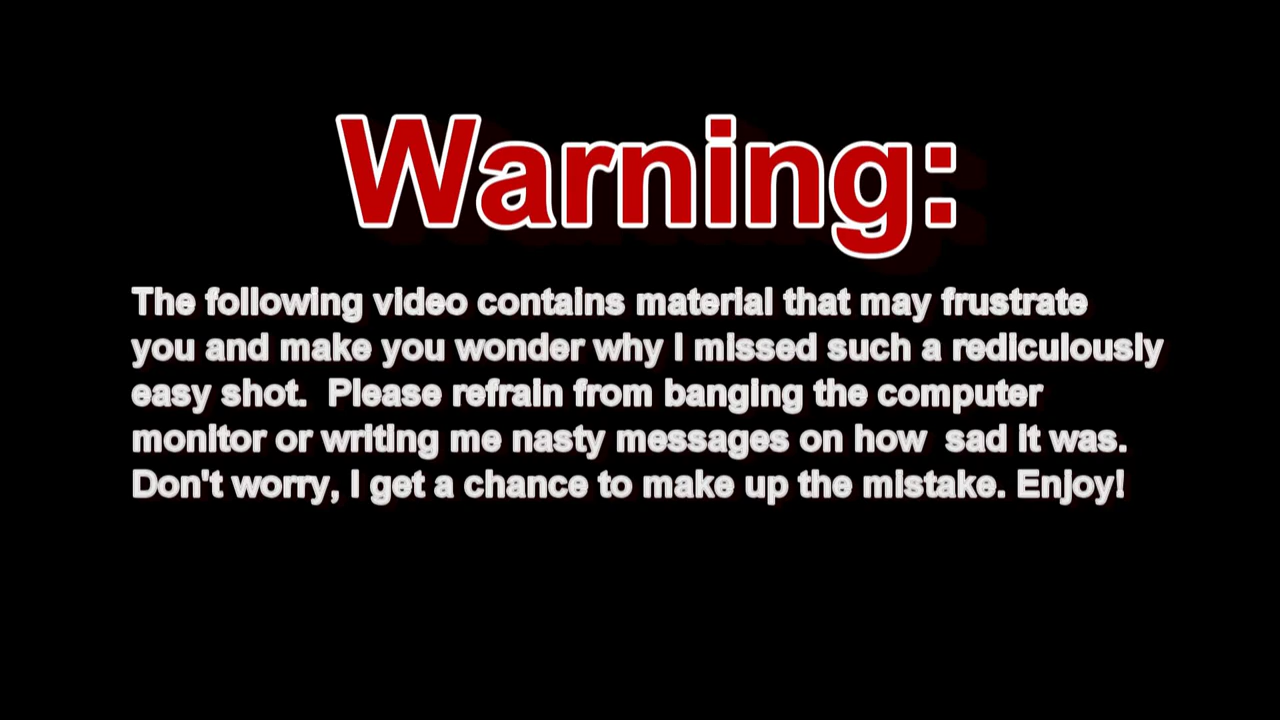 Warning:
The following video contains material that may frustrate
you and make you wonder why I missed such a rediculously
easy shot.  Please refrain from banging the computer
monitor or writing me nasty messages on how  sad it was.
Don't worry, I get a chance to make up the mistake. Enjoy!